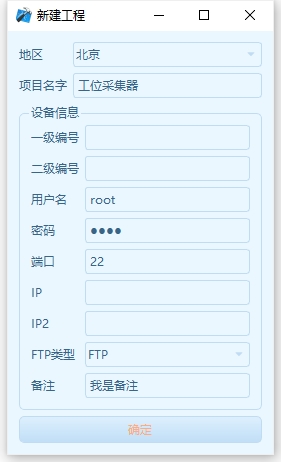 新建工程
地区 北京
项目名字 工位采集器
设备信息
一级编号
二级编号
用户名 root
密码 ●●●●
端口 22
IP
IP2
FTP类型 FTP
备注 我是备注
确定